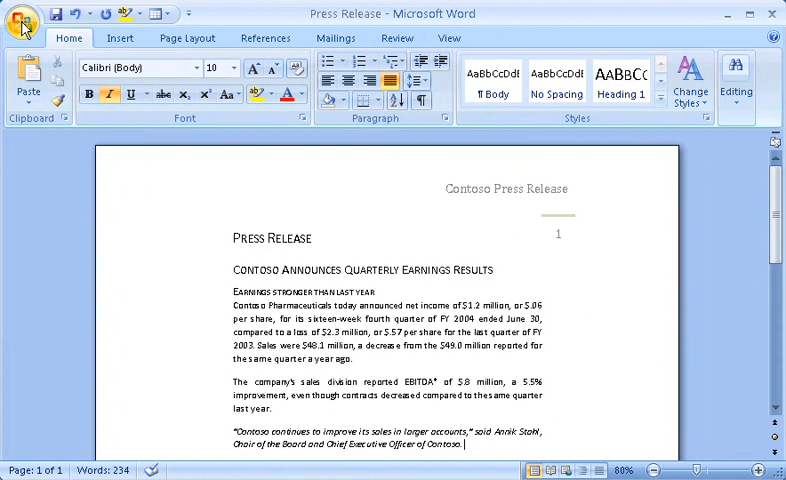 Press Release - Microsoft Word
Home Insert Page Layout References Mailings Review View
Calibri (Body) 10
Paste
B I U abc X₂ X² Aa A
AaBbCcDdE AaBbCcDdE AaBbCc
¶ Body No Spacing Heading 1
Change Styles
Editing
Clipboard Font Paragraph Styles
Contoso Press Release
1
PRESS RELEASE
CONTOSO ANNOUNCES QUARTERLY EARNINGS RESULTS
EARNINGS STRONGER THAN LAST YEAR
Contoso Pharmaceuticals today announced net income of $1.2 million, or $.06
per share, for its sixteen-week fourth quarter of FY 2004 ended June 30,
compared to a loss of $2.3 million, or $.57 per share for the last quarter of FY
2003. Sales were $48.1 million, a decrease from the $49.0 million reported for
the same quarter a year ago.
The company's sales division reported EBITDA* of $.8 million, a 5.5%
improvement, even though contracts decreased compared to the same quarter
last year.
"Contoso continues to improve its sales in larger accounts," said Annik Stahl,
Chair of the Board and Chief Executive Officer of Contoso.
Page: 1 of 1 Words: 234 80%